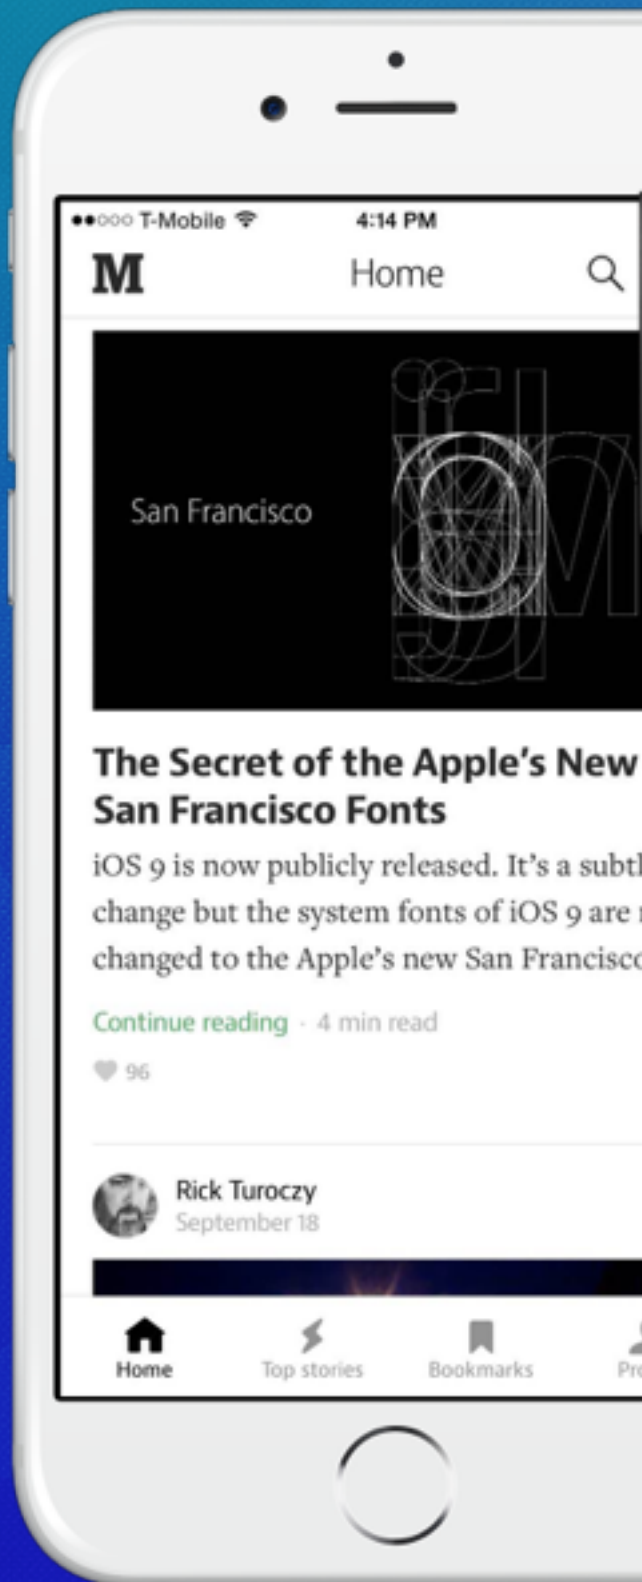 T-Mobile 4:14 PM
M Home
San Francisco
The Secret of the Apple's New
San Francisco Fonts
iOS 9 is now publicly released. It's a subtl
change but the system fonts of iOS 9 are
changed to the Apple's new San Francisco
Continue reading · 4 min read
96
Rick Turoczy
September 18
Home Top stories Bookmarks